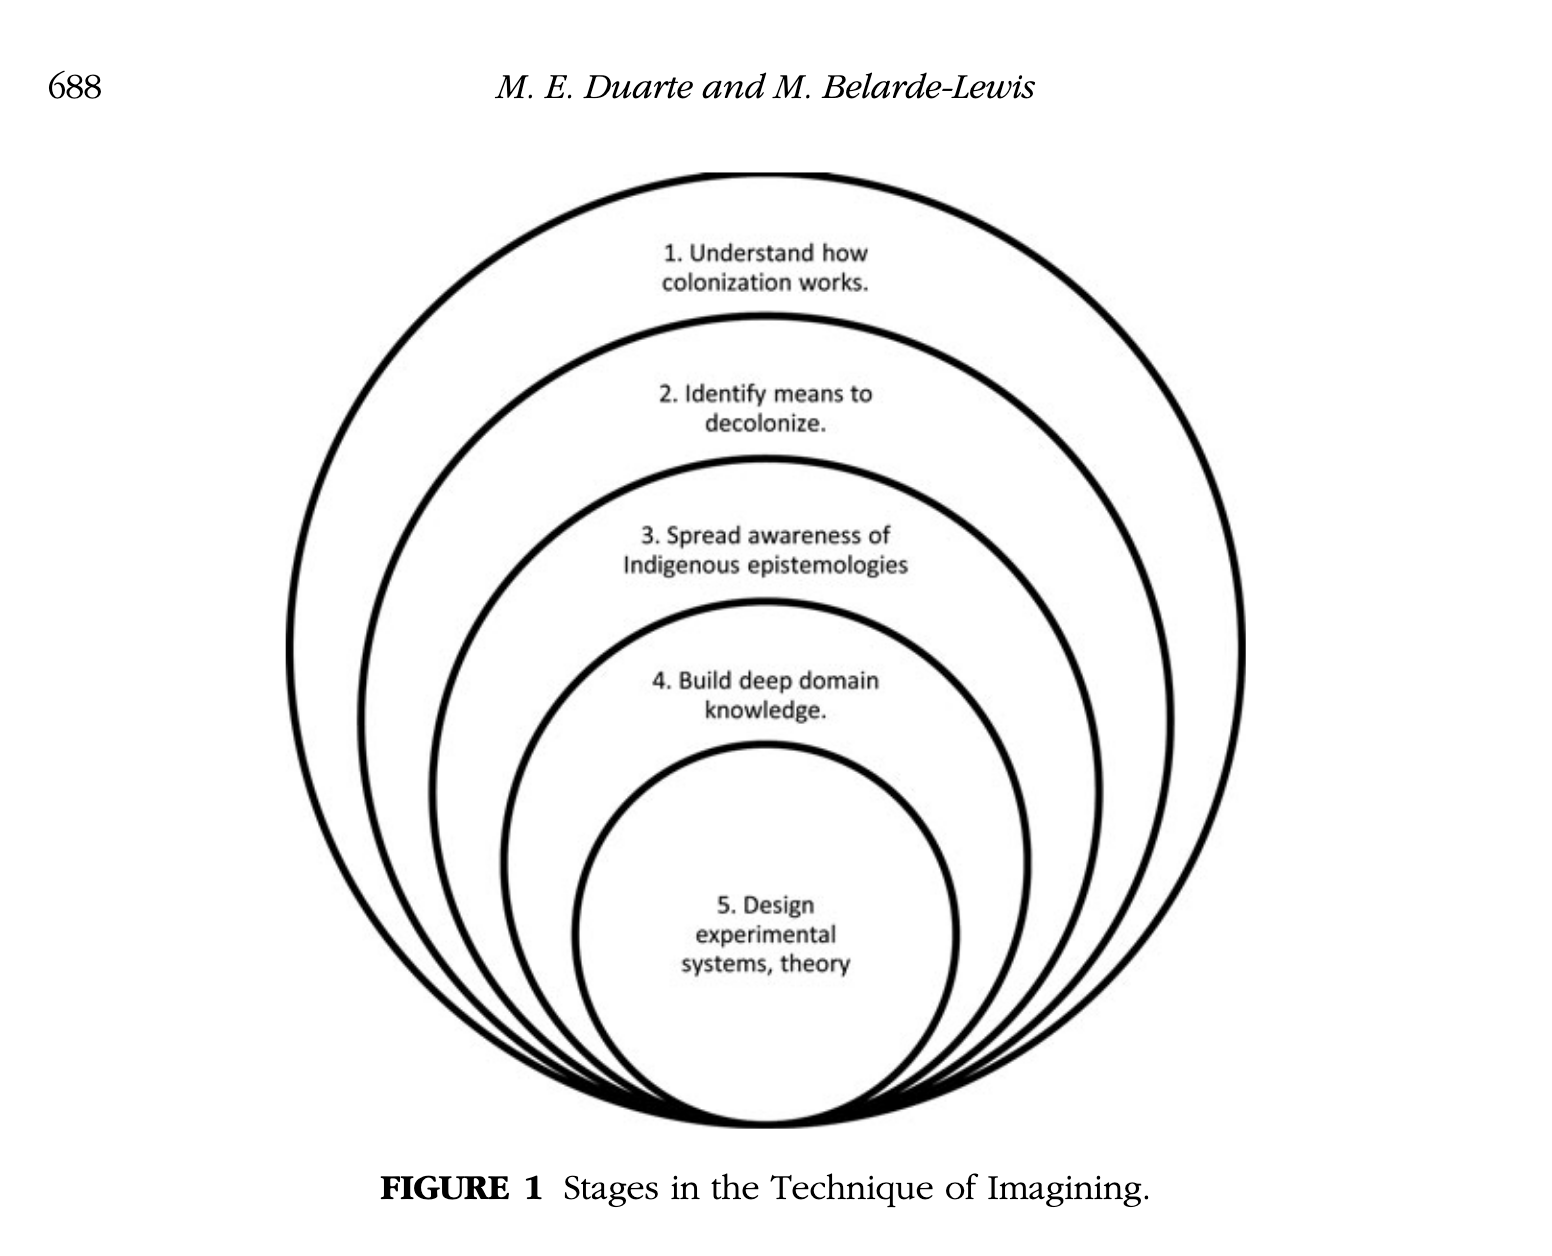 688
M. E. Duarte and M. Belarde-Lewis
1. Understand how
colonization works.
2. Identify means to
decolonize.
3. Spread awareness of
Indigenous epistemologies
4. Build deep domain
knowledge.
5. Design
experimental
systems, theory
FIGURE 1 Stages in the Technique of Imagining.